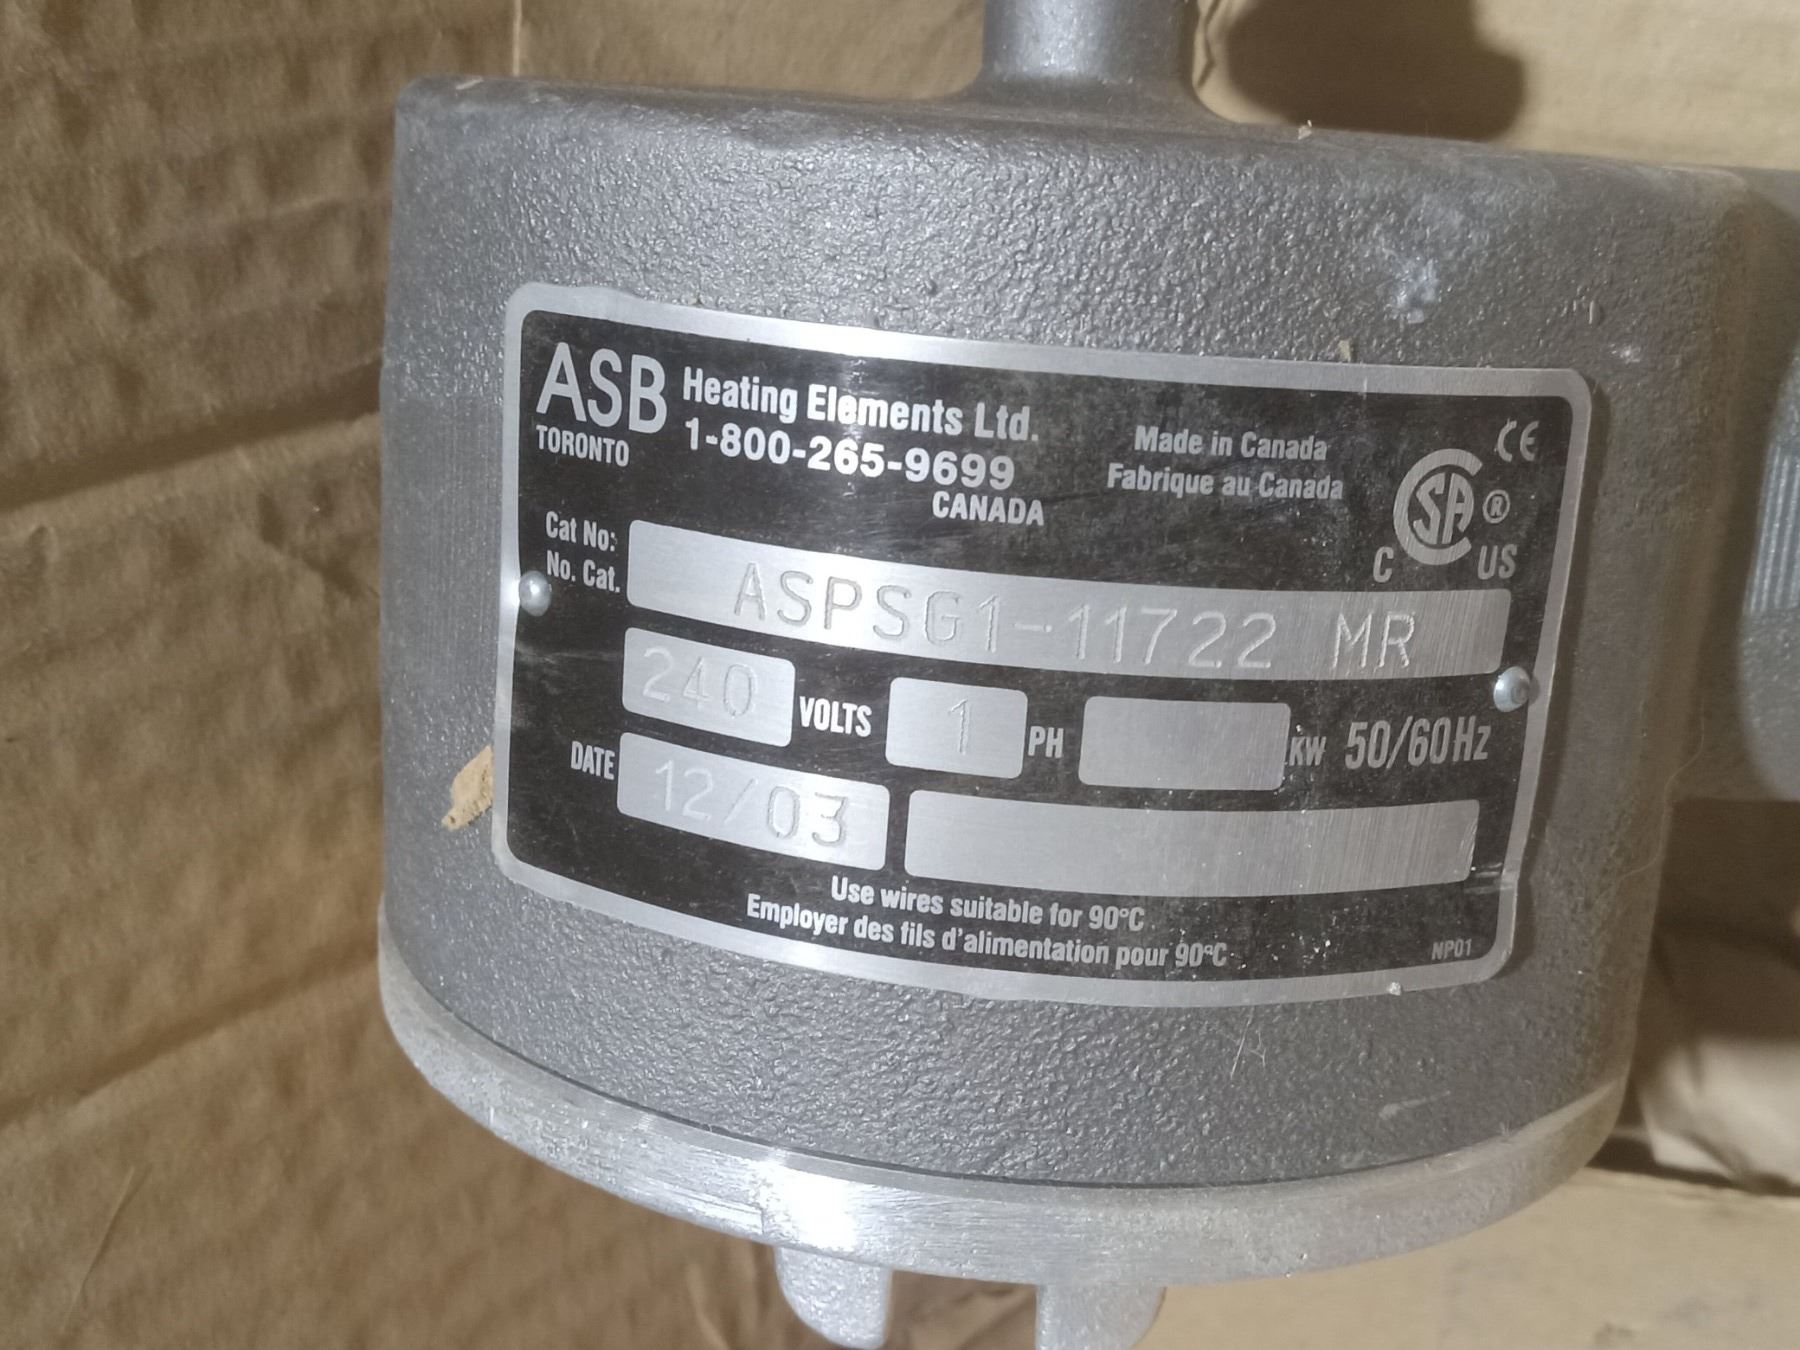 ASB Heating Elements Ltd.
TORONTO 1-800-265-9699
CANADA
Made in Canada
Fabrique au Canada
CE
CSA ®
C US
Cat No:
No. Cat. ASPSG1-11722 MR
240 VOLTS 1 PH KW 50/60Hz
DATE 12/03
Use wires suitable for 90°C
Employer des fils d'alimentation pour 90°C
NP01